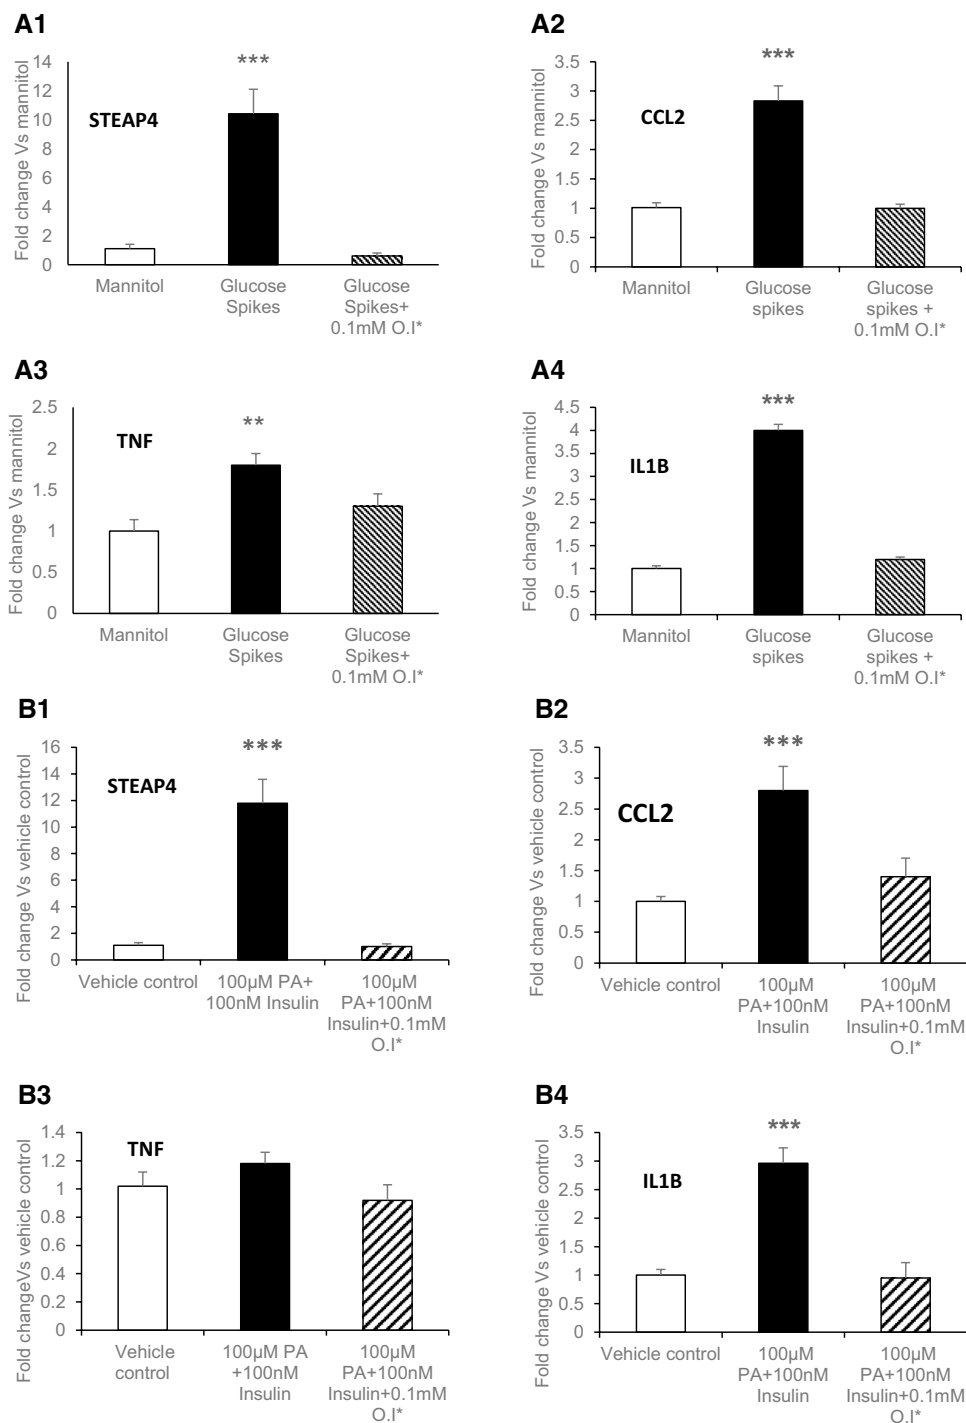 A1
Fold change Vs mannitol
14
12
10
8
6
4
2
0
STEAP4
***
Mannitol
Glucose
Spikes
Glucose
Spikes+
0.1mM O.I*
A2
Fold change Vs mannitol
3.5
3
2.5
2
1.5
1
0.5
0
CCL2
***
Mannitol
Glucose
spikes
Glucose
spikes +
0.1mM O.I*
A3
Fold change Vs mannitol
2.5
2
1.5
1
0.5
0
TNF
**
Mannitol
Glucose
Spikes
Glucose
Spikes+
0.1mM O.I*
A4
Fold change Vs mannitol
4.5
4
3.5
3
2.5
2
1.5
1
0.5
0
IL1B
***
Mannitol
Glucose
spikes
Glucose
spikes +
0.1mM O.I*
B1
Fold change Vs vehicle control
16
14
12
10
8
6
4
2
0
STEAP4
***
Vehicle control
100µM PA+
100nM Insulin
100µM
PA+100nM
Insulin+0.1mM
O.I*
B2
Fold change Vs vehicle control
3.5
3
2.5
2
1.5
1
0.5
0
CCL2
***
Vehicle control
100µM
PA+100nM
Insulin
100µM
PA+100nM
Insulin+0.1mM
O.I*
B3
Fold changeVs vehicle control
1.4
1.2
1
0.8
0.6
0.4
0.2
0
TNF
Vehicle
control
100µM PA
+100nM
Insulin
100µM
PA+100nM
Insulin+0.1mM
O.I*
B4
Fold change Vs vehicle control
3.5
3
2.5
2
1.5
1
0.5
0
IL1B
***
Vehicle control
100µM
PA+100nM
Insulin
100µM
PA+100nM
Insulin+0.1mM
O.I*